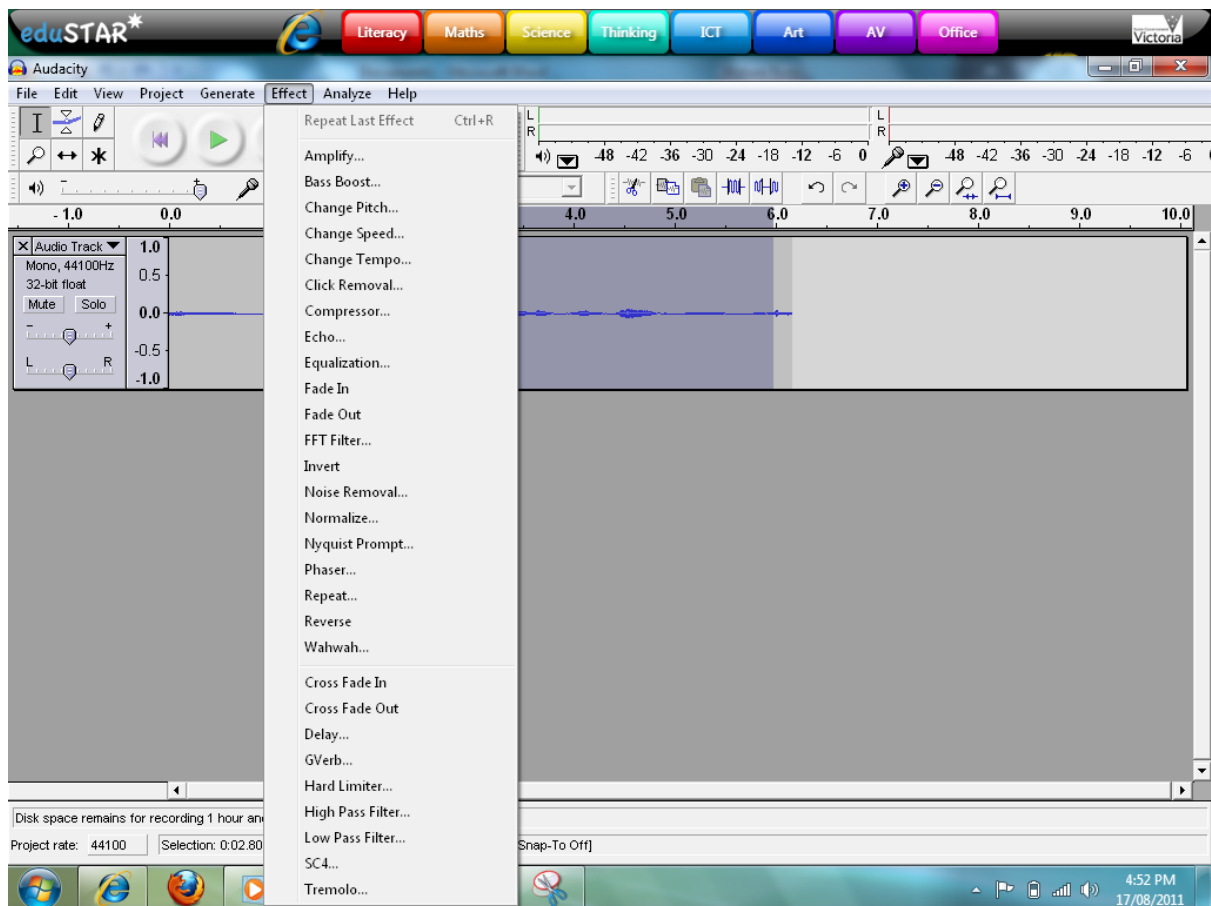 eduSTAR*
Literacy Maths Science Thinking ICT Art AV Office
Victoria
Audacity
File Edit View Project Generate Effect Analyze Help
Repeat Last Effect Ctrl+R
Amplify...
Bass Boost...
Change Pitch...
Change Speed...
Change Tempo...
Click Removal...
Compressor...
Echo...
Equalization...
Fade In
Fade Out
FFT Filter...
Invert
Noise Removal...
Normalize...
Nyquist Prompt...
Phaser...
Repeat...
Reverse
Wahwah...
Cross Fade In
Cross Fade Out
Delay...
GVerb...
Hard Limiter...
High Pass Filter...
Low Pass Filter...
SC4...
Tremolo...
L L
R R
-48 -42 -36 -30 -24 -18 -12 -6 0 -48 -42 -36 -30 -24 -18 -12 -6
- 1.0 0.0 4.0 5.0 6.0 7.0 8.0 9.0 10.0
X Audio Track 1.0
Mono, 44100Hz
32-bit float
0.5
Mute Solo
0.0
- +
-0.5
L R
-1.0
Disk space remains for recording 1 hour an
Project rate: 44100 Selection: 0:02.80 Snap-To Off]
4:52 PM
17/08/2011